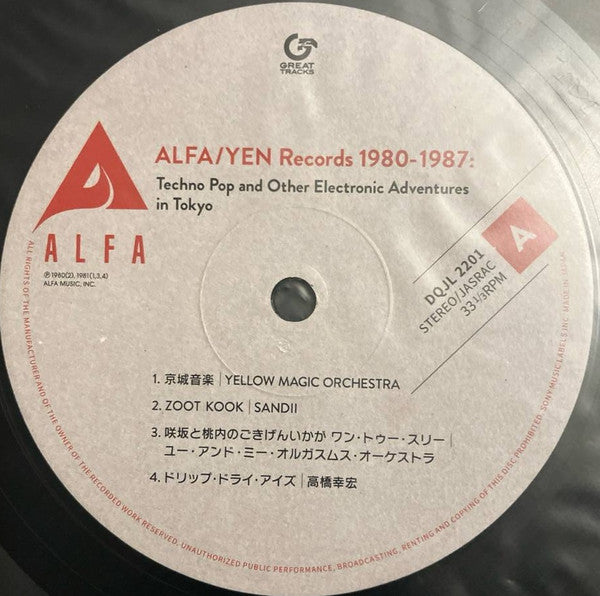 GREAT
TRACKS
ALFA/YEN Records 1980-1987:
Techno Pop and Other Electronic Adventures
in Tokyo
ALFA
℗ 1980(2), 1981(1,3,4)
ALFA MUSIC, INC.
A
DQJL 2201
STEREO/JASRAC
33 1/3RPM
1. 京城音楽 | YELLOW MAGIC ORCHESTRA
2. ZOOT KOOK | SANDII
3. 咲坂と桃内のごきげんいかが ワン・トゥー・スリー |
ユー・アンド・ミー・オルガスムス・オーケストラ
4. ドリップ・ドライ・アイズ | 高橋幸宏
ALL RIGHTS OF THE MANUFACTURER AND OF THE OWNER OF THE RECORDED WORK RESERVED. UNAUTHORIZED PUBLIC PERFORMANCE, BROADCASTING, RENTING AND COPYING OF THIS DISC PROHIBITED. SONY MUSIC LABELS INC. MADE IN JAPAN